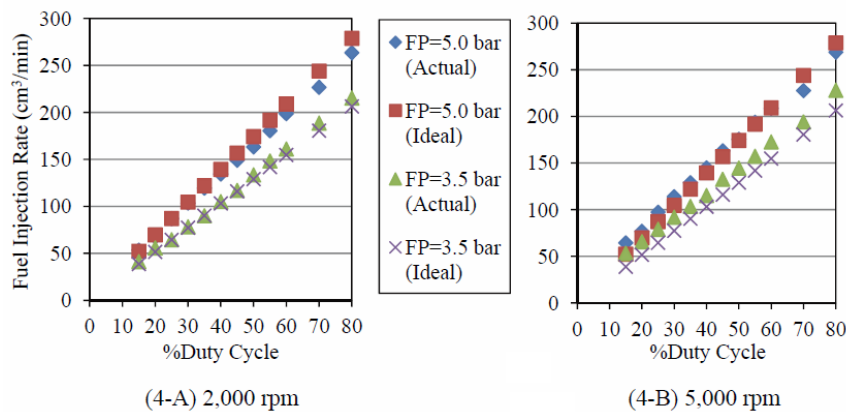 Fuel Injection Rate (cm³/min)
300
250
200
150
100
50
0
0 10 20 30 40 50 60 70 80
%Duty Cycle
(4-A) 2,000 rpm
FP=5.0 bar
(Actual)
FP=5.0 bar
(Ideal)
FP=3.5 bar
(Actual)
FP=3.5 bar
(Ideal)
300
250
200
150
100
50
0
0 10 20 30 40 50 60 70 80
%Duty Cycle
(4-B) 5,000 rpm